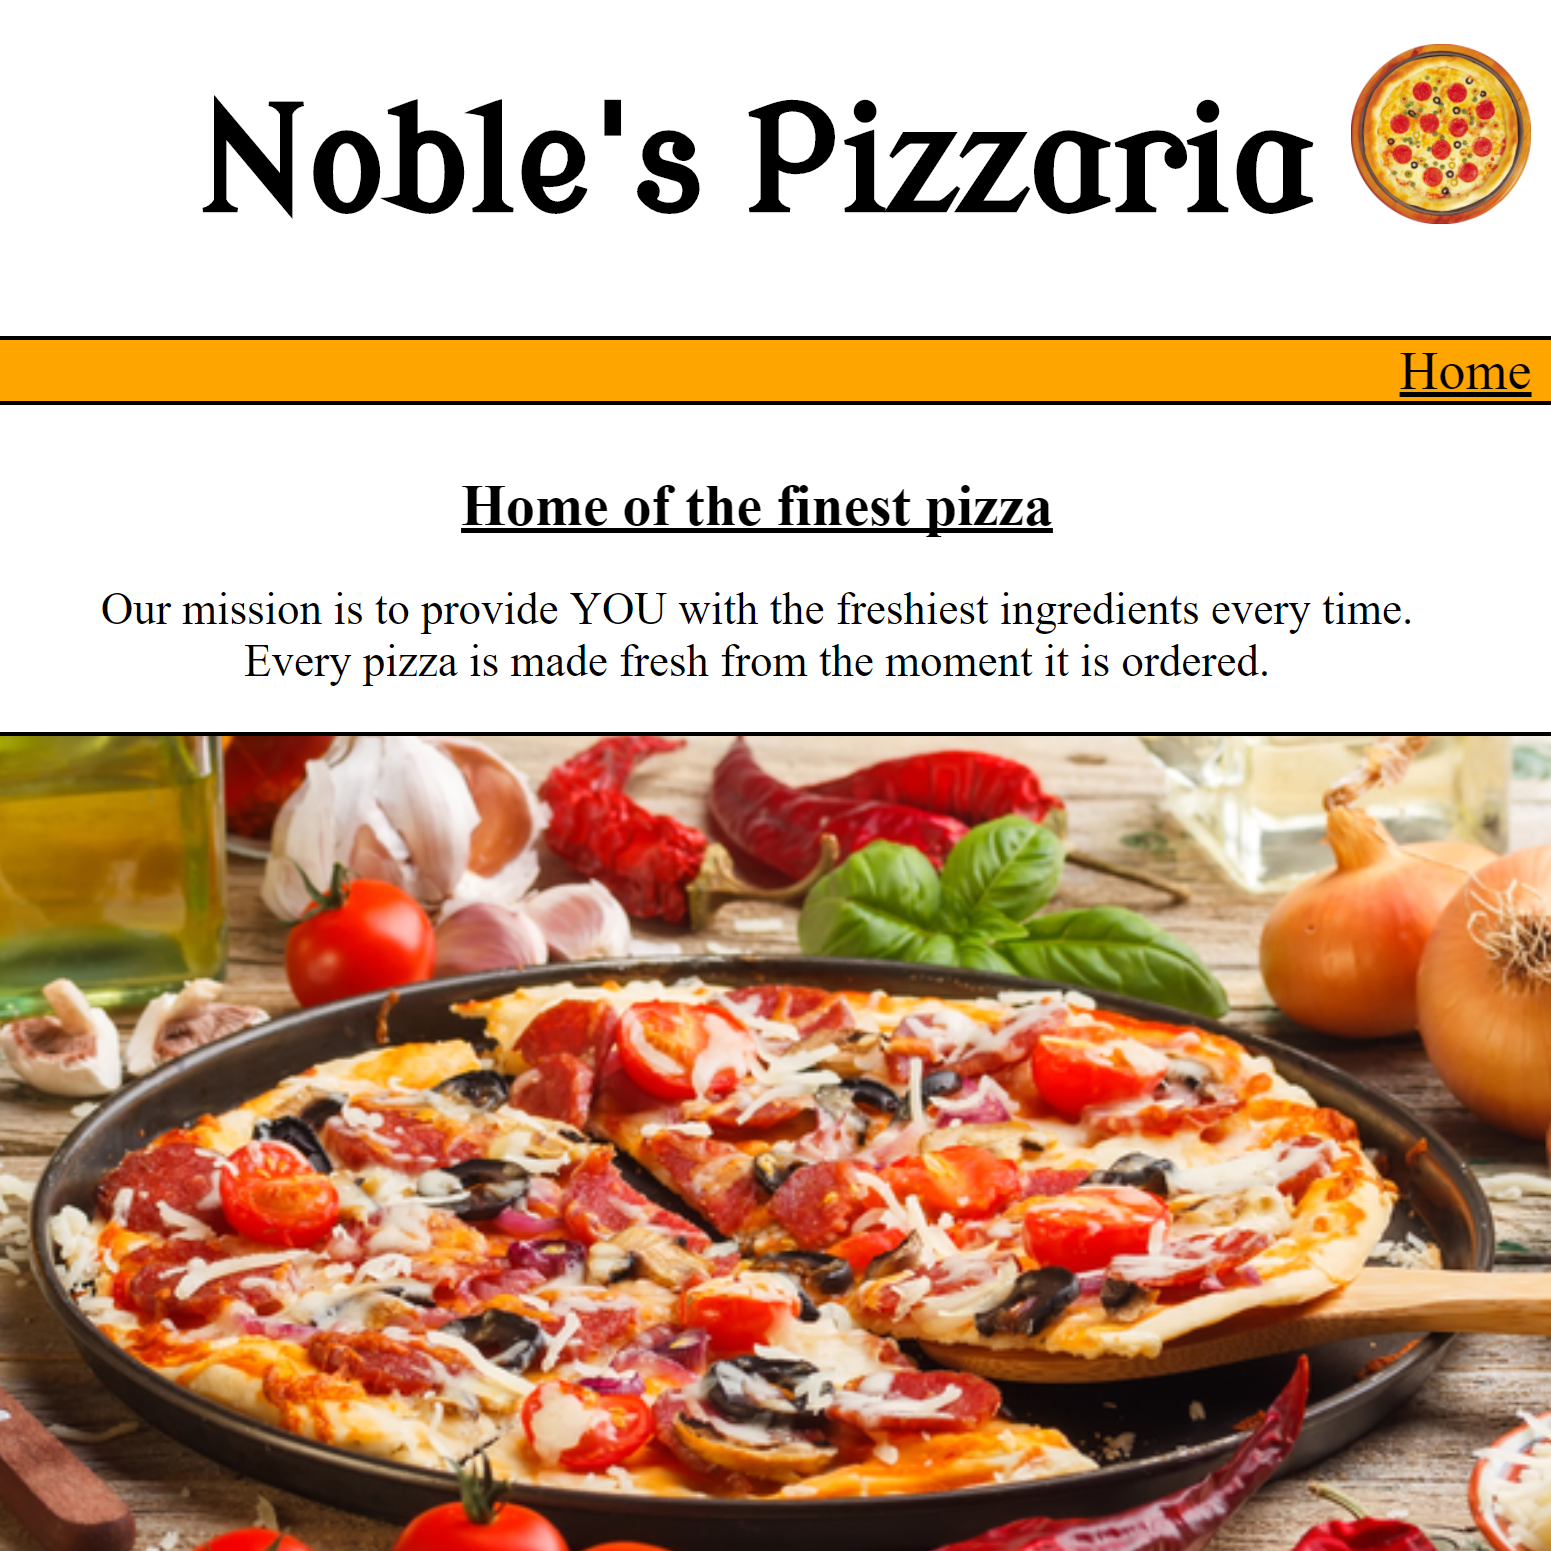 Noble's Pizzaria
Home
Home of the finest pizza
Our mission is to provide YOU with the freshiest ingredients every time.
Every pizza is made fresh from the moment it is ordered.